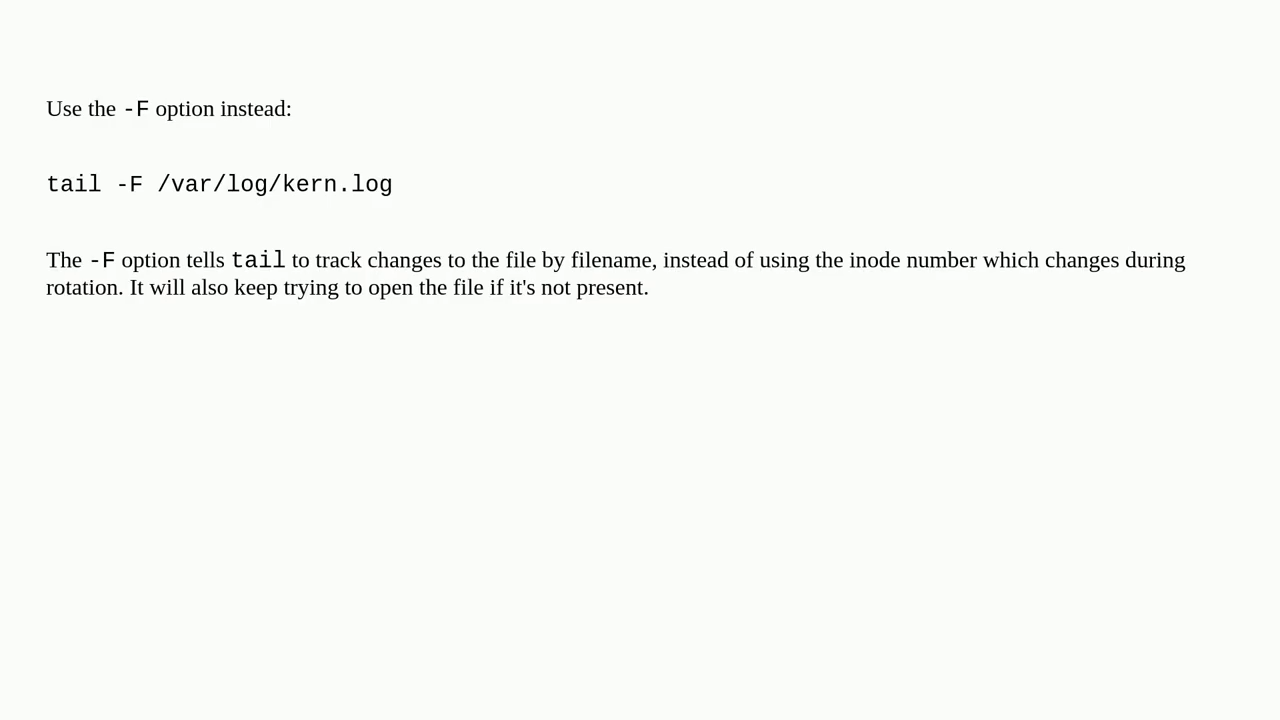 Use the -F option instead:
tail -F /var/log/kern.log
The -F option tells tail to track changes to the file by filename, instead of using the inode number which changes during
rotation. It will also keep trying to open the file if it's not present.